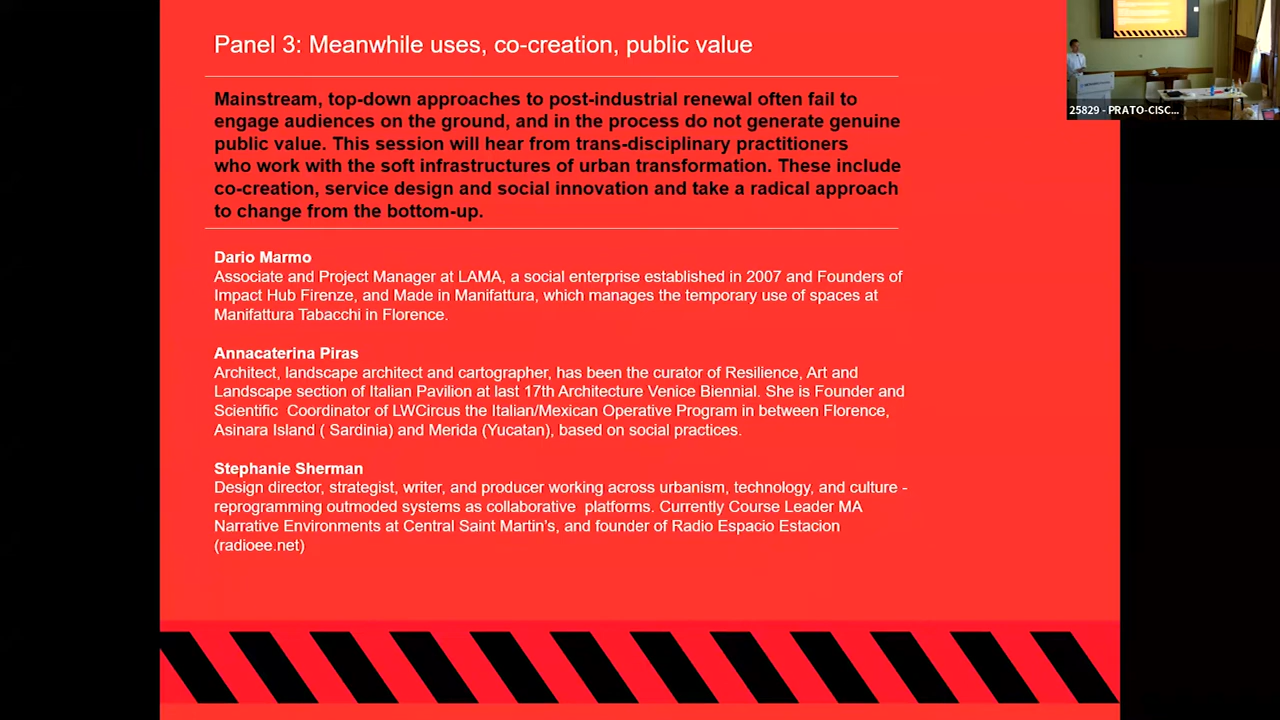 Panel 3: Meanwhile uses, co-creation, public value
Mainstream, top-down approaches to post-industrial renewal often fail to
engage audiences on the ground, and in the process do not generate genuine
public value. This session will hear from trans-disciplinary practitioners
who work with the soft infrastructures of urban transformation. These include
co-creation, service design and social innovation and take a radical approach
to change from the bottom-up.
Dario Marmo
Associate and Project Manager at LAMA, a social enterprise established in 2007 and Founders of
Impact Hub Firenze, and Made in Manifattura, which manages the temporary use of spaces at
Manifattura Tabacchi in Florence.
Annacaterina Piras
Architect, landscape architect and cartographer, has been the curator of Resilience, Art and
Landscape section of Italian Pavilion at last 17th Architecture Venice Biennial. She is Founder and
Scientific  Coordinator of LWCircus the Italian/Mexican Operative Program in between Florence,
Asinara Island ( Sardinia) and Merida (Yucatan), based on social practices.
Stephanie Sherman
Design director, strategist, writer, and producer working across urbanism, technology, and culture -
reprogramming outmoded systems as collaborative  platforms. Currently Course Leader MA
Narrative Environments at Central Saint Martin's, and founder of Radio Espacio Estacion
(radioee.net)
25829 - PRATO-CISC...